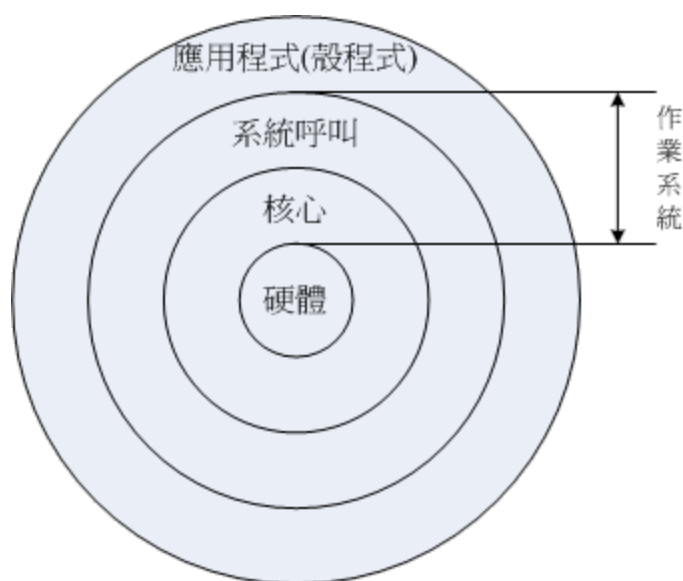 應用程式(殼程式)
系統呼叫
核心
硬體
作業系統